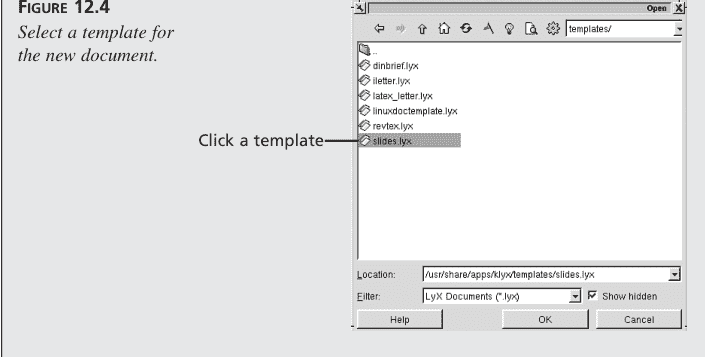 FIGURE 12.4
Select a template for
the new document.
Open
templates/
..
dinbrief.lyx
iletter.lyx
latex_letter.lyx
linuxdoctemplate.lyx
revtex.lyx
Click a template
slides.lyx
Location: /usr/share/apps/klyx/templates/slides.lyx
Filter: LyX Documents (*.lyx) Show hidden
Help OK Cancel